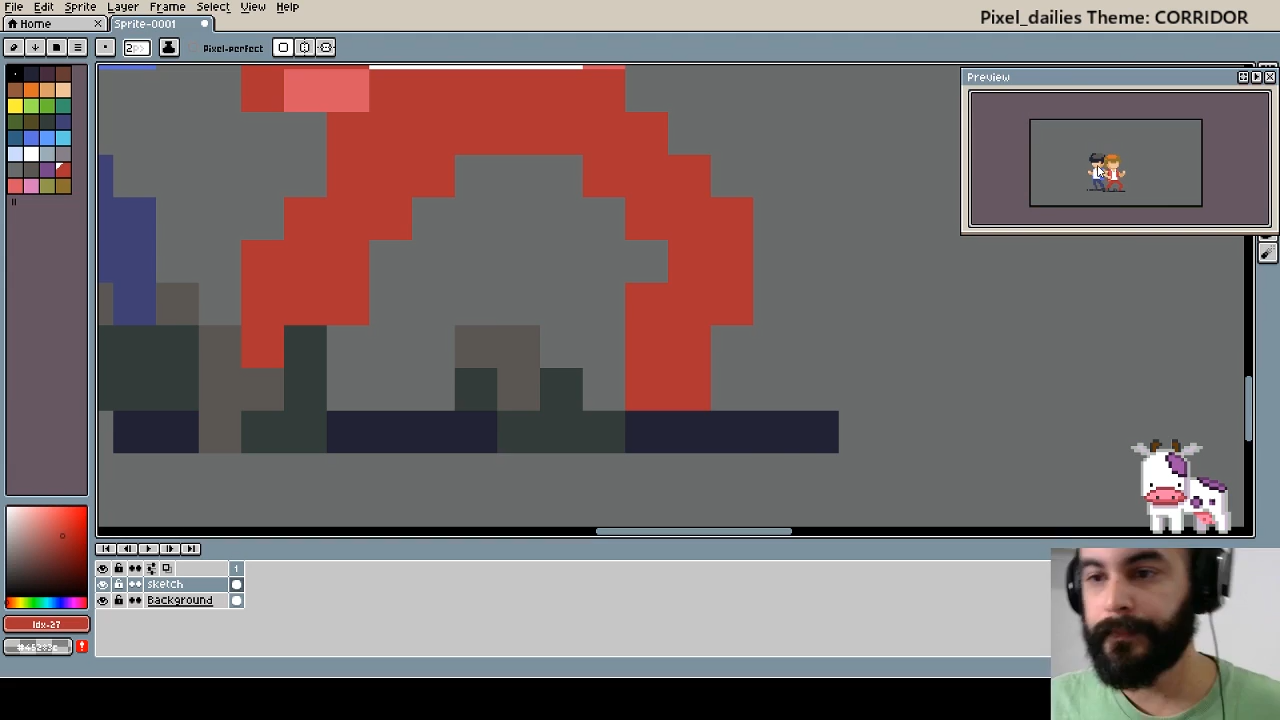 File Edit Sprite Layer Frame Select View Help
Pixel_dailies Theme: CORRIDOR
Home Sprite-0001
Pixel-perfect
Preview
1
sketch
Background
Idx-27